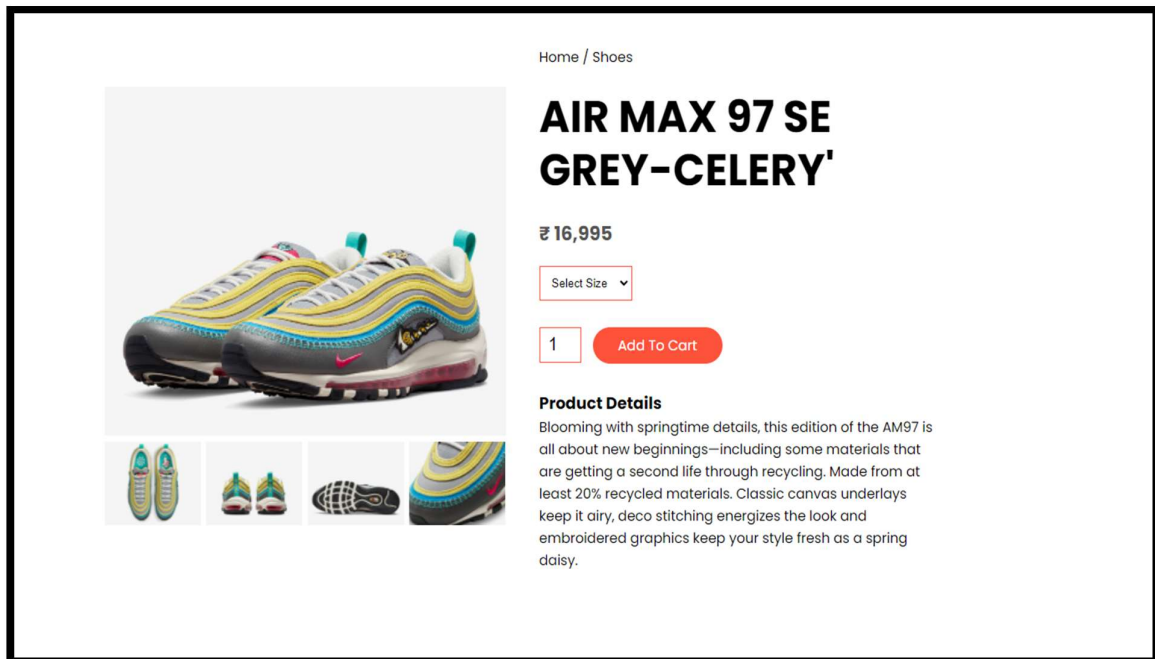 Home / Shoes
AIR MAX 97 SE
GREY-CELERY'
₹ 16,995
Select Size
1
Add To Cart
Product Details
Blooming with springtime details, this edition of the AM97 is
all about new beginnings—including some materials that
are getting a second life through recycling. Made from at
least 20% recycled materials. Classic canvas underlays
keep it airy, deco stitching energizes the look and
embroidered graphics keep your style fresh as a spring
daisy.